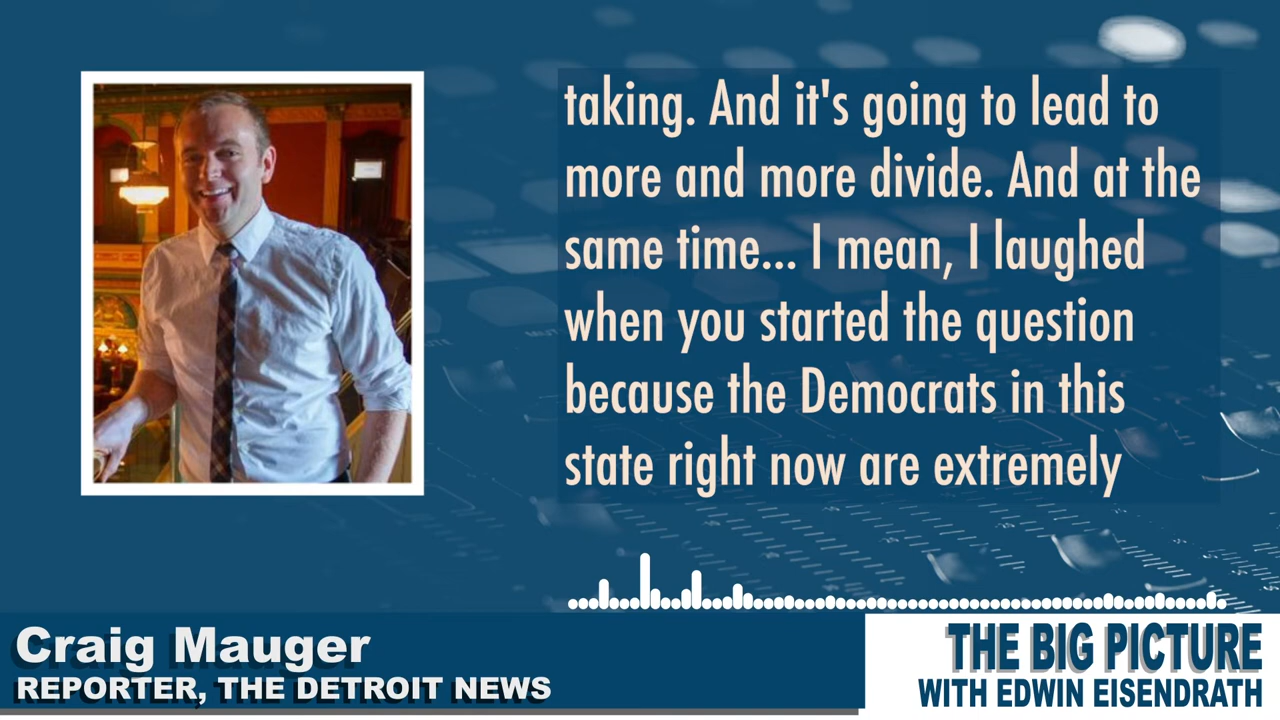 taking. And it's going to lead to
more and more divide. And at the
same time... I mean, I laughed
when you started the question
because the Democrats in this
state right now are extremely
Craig Mauger
REPORTER, THE DETROIT NEWS
THE BIG PICTURE
WITH EDWIN EISENDRATH